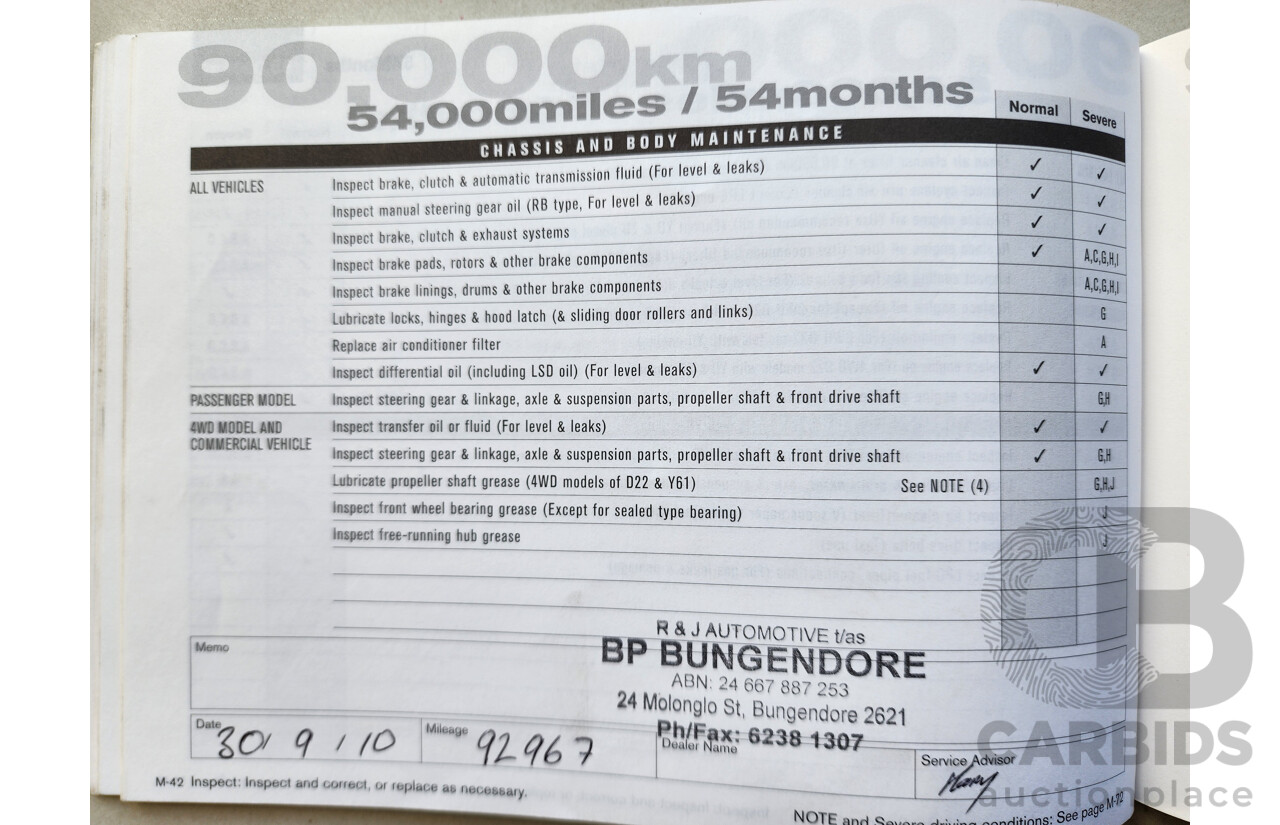 90,000km
54,000miles / 54months
Normal Severe
CHASSIS AND BODY MAINTENANCE
ALL VEHICLES Inspect brake, clutch & automatic transmission fluid (For level & leaks) ✓ ✓
Inspect manual steering gear oil (RB type, For level & leaks) ✓ ✓
Inspect brake, clutch & exhaust systems ✓ ✓
Inspect brake pads, rotors & other brake components ✓ A,C,G,H,I
Inspect brake linings, drums & other brake components A,C,G,H,I
Lubricate locks, hinges & hood latch (& sliding door rollers and links) G
Replace air conditioner filter A
Inspect differential oil (including LSD oil) (For level & leaks) ✓ ✓
PASSENGER MODEL Inspect steering gear & linkage, axle & suspension parts, propeller shaft & front drive shaft G,H
4WD MODEL AND Inspect transfer oil or fluid (For level & leaks) ✓ ✓
COMMERCIAL VEHICLE Inspect steering gear & linkage, axle & suspension parts, propeller shaft & front drive shaft ✓ G,H
Lubricate propeller shaft grease (4WD models of D22 & Y61) See NOTE (4) G,H,J
Inspect front wheel bearing grease (Except for sealed type bearing) J
Inspect free-running hub grease J
R & J AUTOMOTIVE t/as
Memo BP BUNGENDORE
ABN: 24 667 887 253
24 Molonglo St, Bungendore 2621
Ph/Fax: 6238 1307
Date 30/ 9 / 10 Mileage 92967 Dealer Name Service Advisor
M-42 Inspect: Inspect and correct, or replace as necessary.
NOTE and Severe driving conditions: See page M-72
CB
CARBIDS
auctionplace